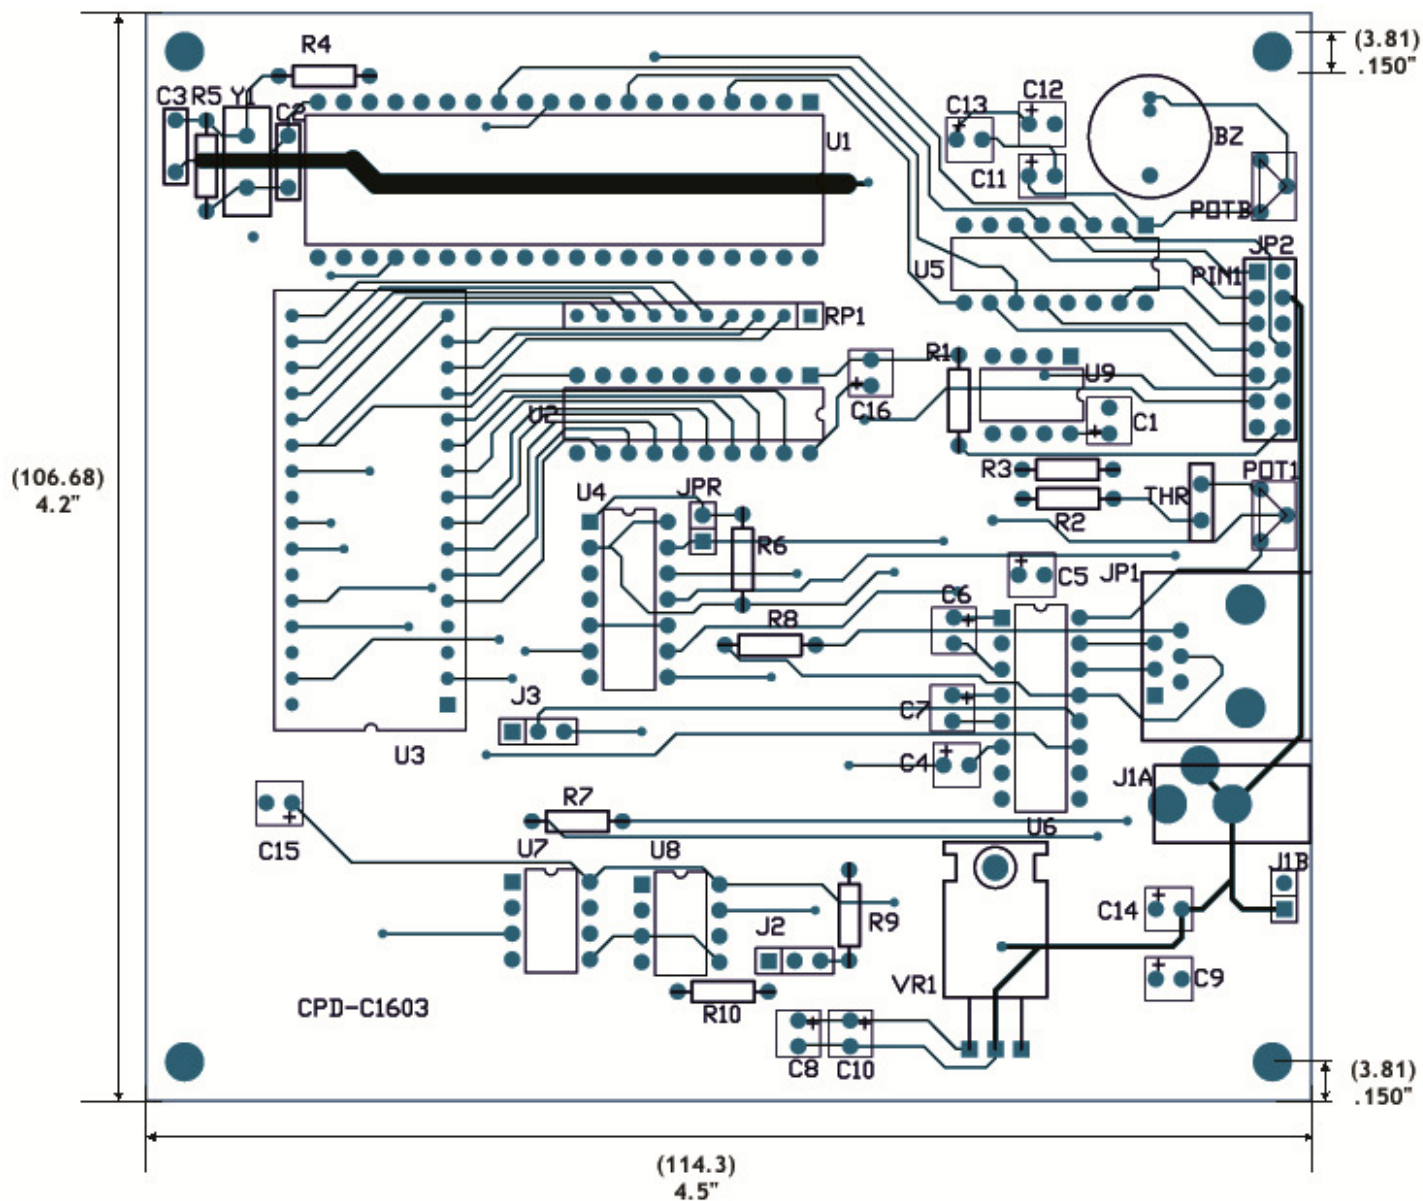 R4
(3.81)
.150"
C3
R5
Y1
C2
C13
C12
U1
BZ
C11
POTB
JP2
U5
PIN1
RP1
R1
U9
U2
C16
C1
(106.68)
4.2"
U4
JPR
R3
POT1
THR
R2
R6
C5
JP1
C6
R8
J3
C7
U3
C4
J1A
R7
U6
C15
U7
U8
J1B
J2
R9
C14
VR1
C9
CPD-C1603
R10
C8
C10
(3.81)
.150"
(114.3)
4.5"